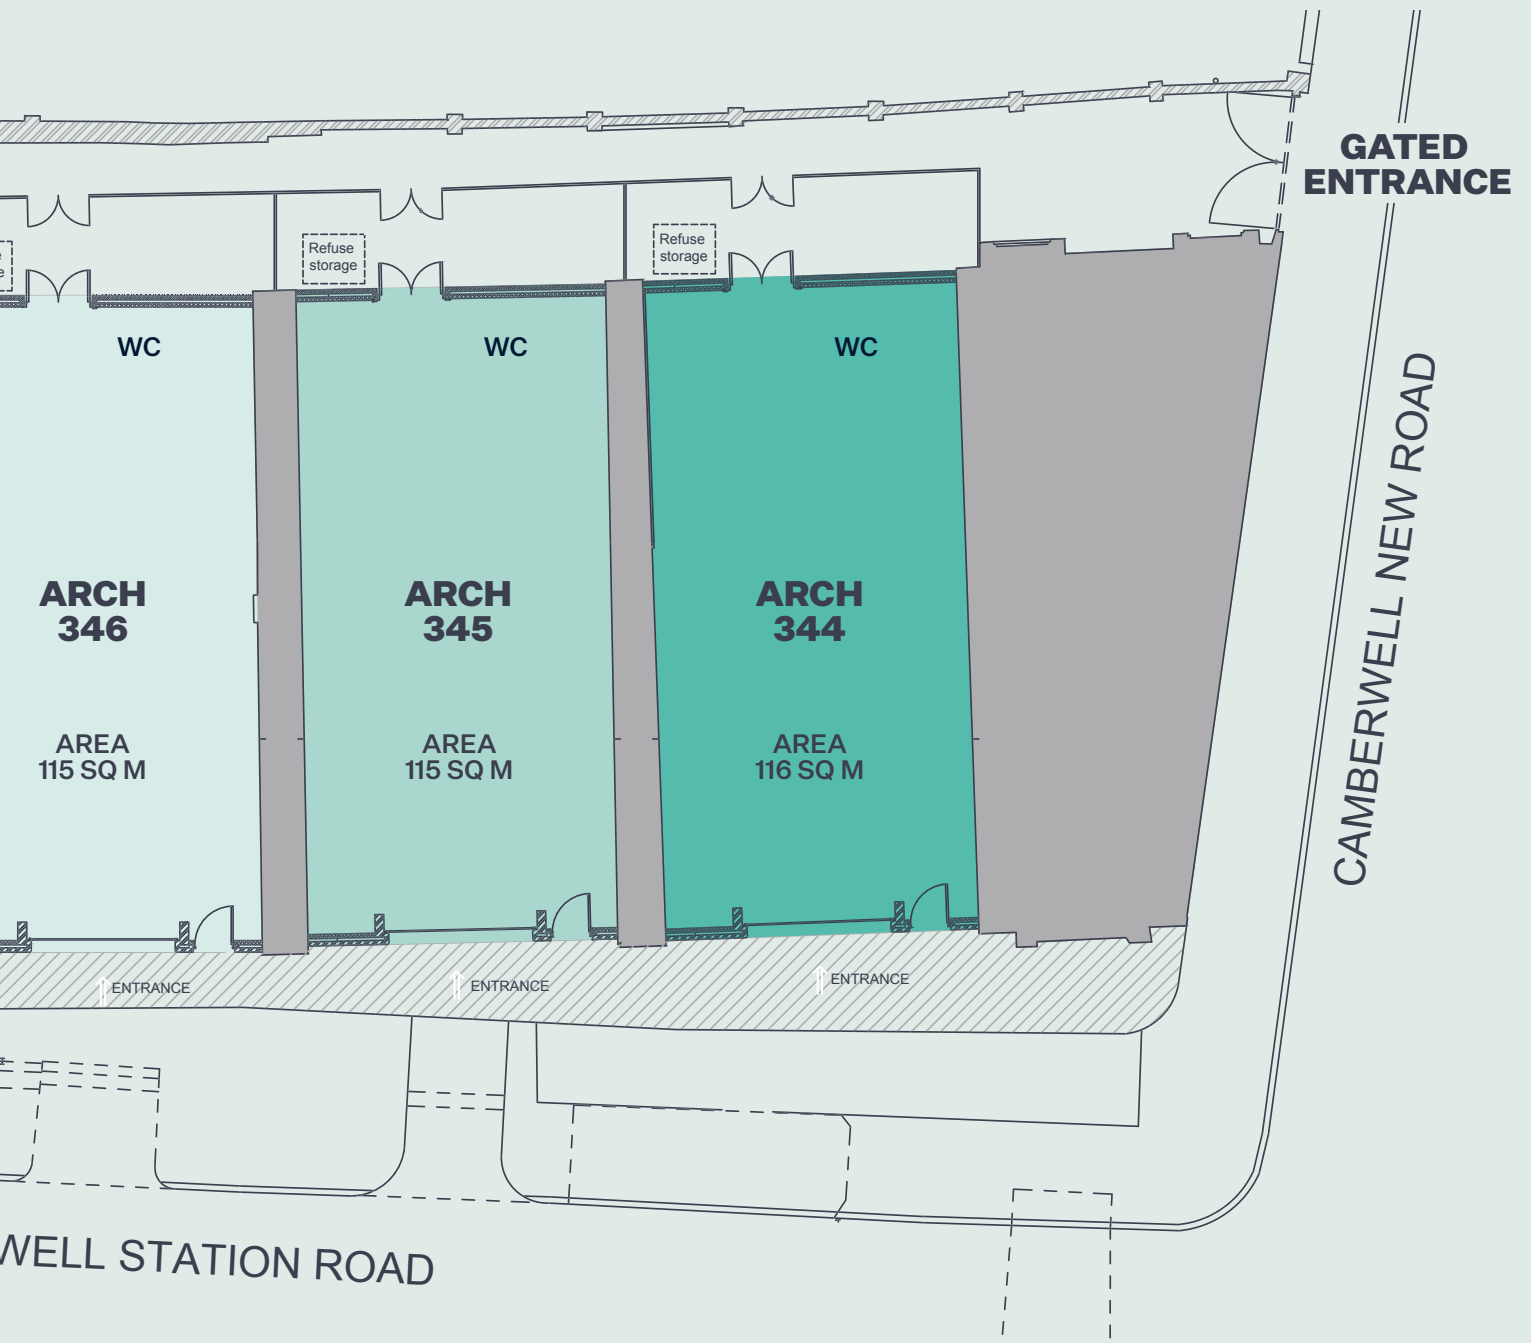 GATED
ENTRANCE
Refuse
storage
Refuse
storage
WC
WC
WC
ARCH
346
ARCH
345
ARCH
344
AREA
115 SQ M
AREA
115 SQ M
AREA
116 SQ M
CAMBERWELL NEW ROAD
ENTRANCE
ENTRANCE
ENTRANCE
WELL STATION ROAD